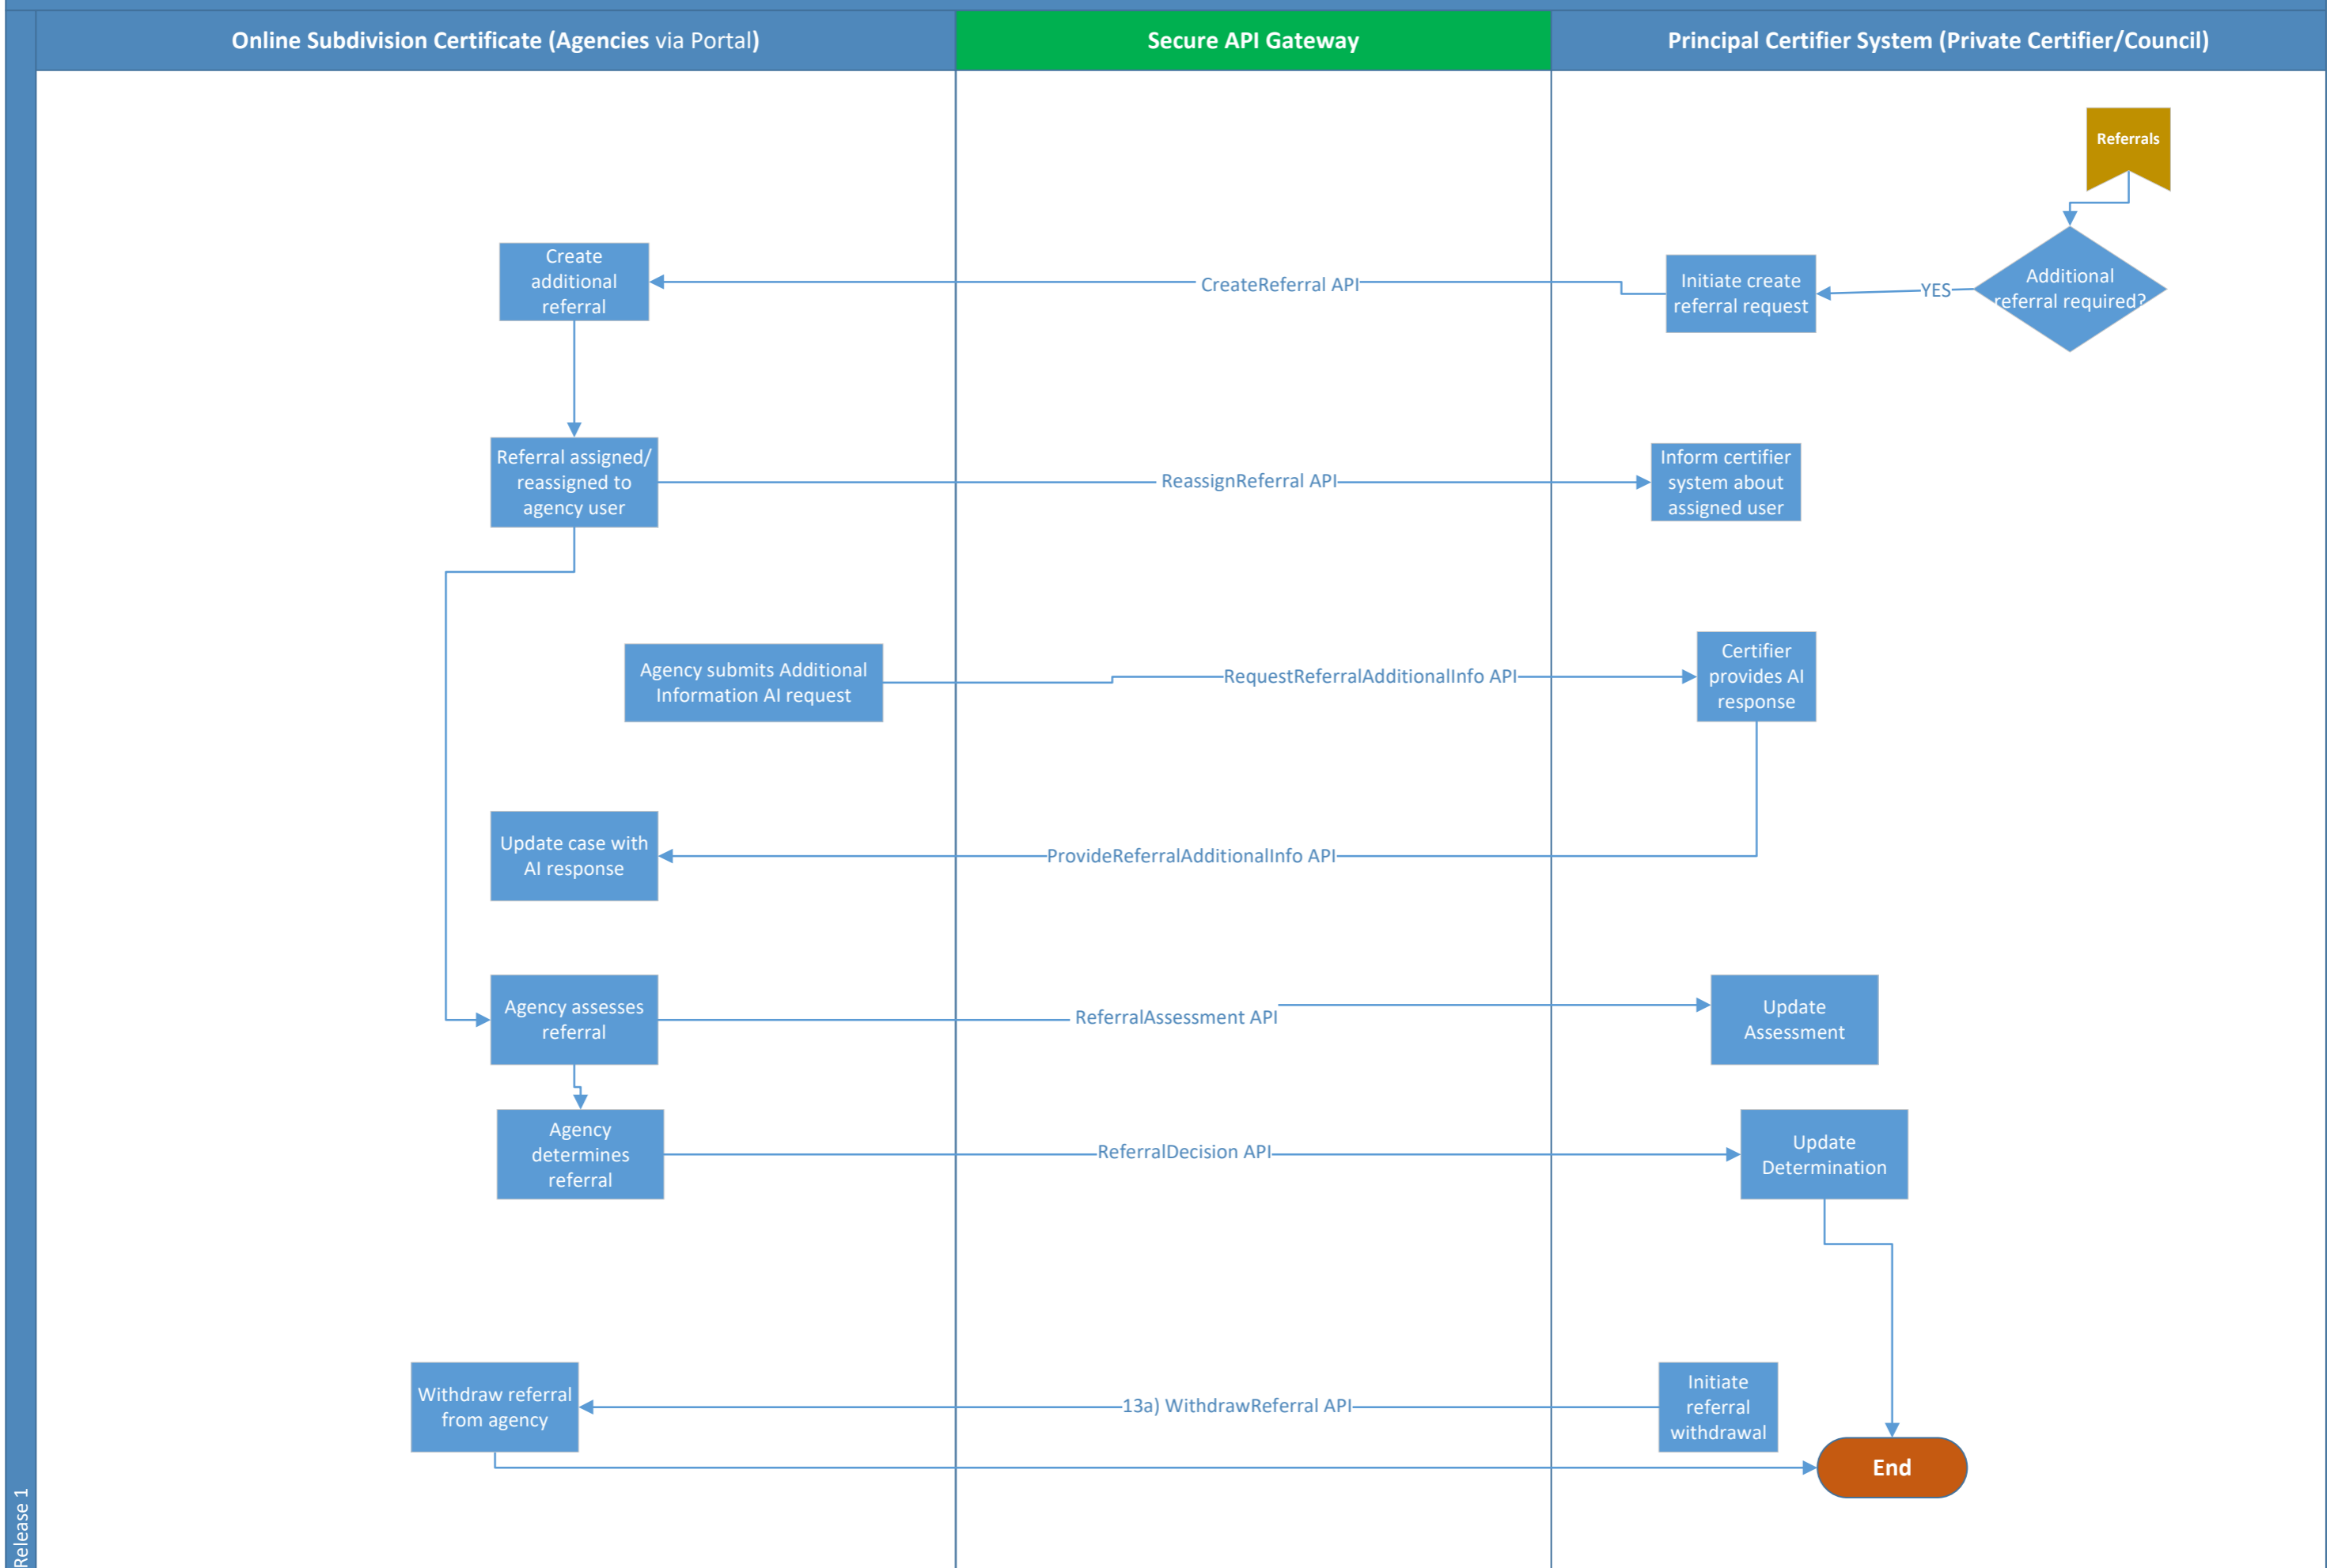 Online Subdivision Certificate (Agencies via Portal)
Secure API Gateway
Principal Certifier System (Private Certifier/Council)
Referrals
Create
additional
referral
CreateReferral API
Initiate create
referral request
YES
Additional
referral required?
Referral assigned/
reassigned to
agency user
ReassignReferral API
Inform certifier
system about
assigned user
Agency submits Additional
Information AI request
RequestReferralAdditionalInfo API
Certifier
provides AI
response
Update case with
AI response
ProvideReferralAdditionalInfo API
Agency assesses
referral
ReferralAssessment API
Update
Assessment
Agency
determines
referral
ReferralDecision API
Update
Determination
Withdraw referral
from agency
13a) WithdrawReferral API
Initiate
referral
withdrawal
End
Release 1